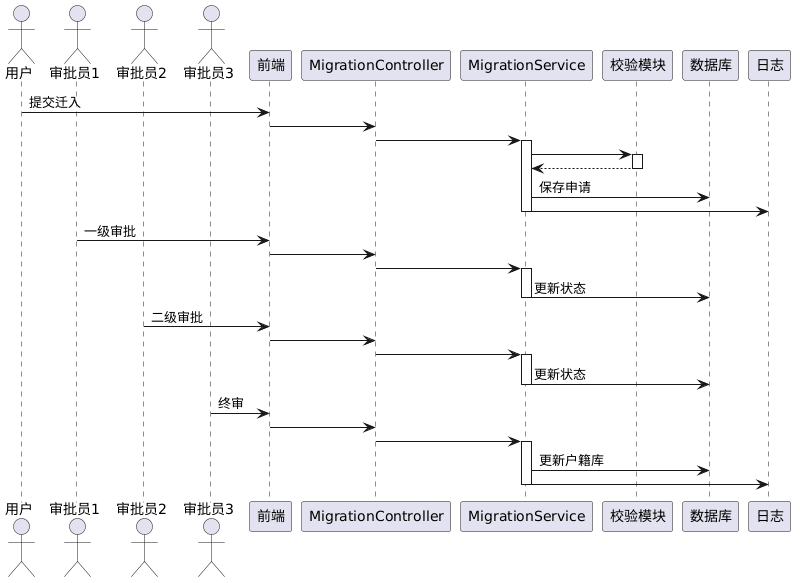 用户
审批员1
审批员2
审批员3
前端
MigrationController
MigrationService
校验模块
数据库
日志
提交迁入
保存申请
一级审批
更新状态
二级审批
更新状态
终审
更新户籍库
用户
审批员1
审批员2
审批员3
前端
MigrationController
MigrationService
校验模块
数据库
日志